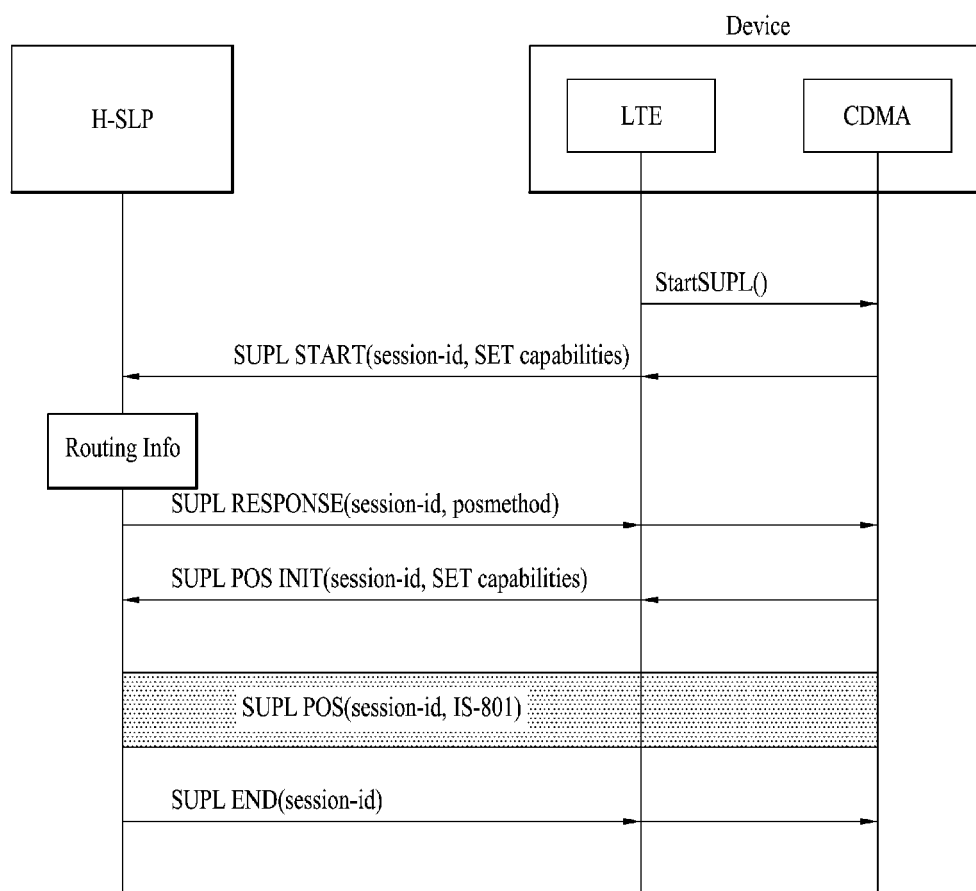 Device
H-SLP
LTE
CDMA
StartSUPL()
SUPL START(session-id, SET capabilities)
Routing Info
SUPL RESPONSE(session-id, posmethod)
SUPL POS INIT(session-id, SET capabilities)
SUPL POS(session-id, IS-801)
SUPL END(session-id)